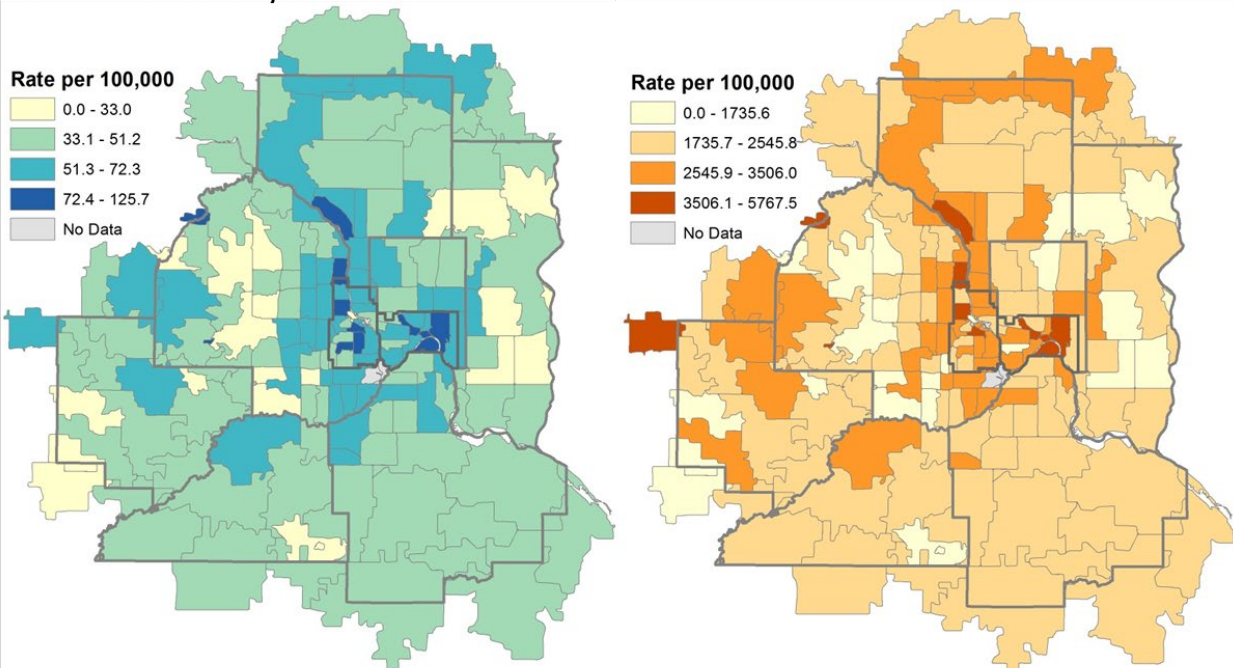 Rate per 100,000
0.0 - 33.0
33.1 - 51.2
51.3 - 72.3
72.4 - 125.7
No Data
Rate per 100,000
0.0 - 1735.6
1735.7 - 2545.8
2545.9 - 3506.0
3506.1 - 5767.5
No Data